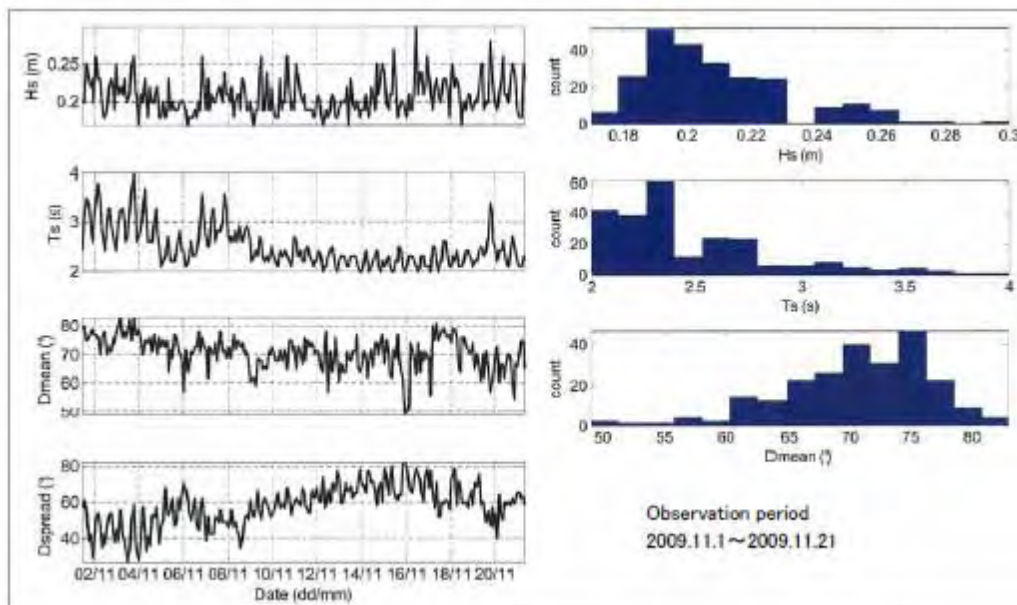 Hs (m)
0.25
0.2
Ts (s)
4
3
2
Dmean (°)
80
70
60
50
Dspread (°)
80
60
40
02/11 04/11 06/11 08/11 10/11 12/11 14/11 16/11 18/11 20/11
Date (dd/mm)
count
40
20
0
0.18 0.2 0.22 0.24 0.26 0.28 0.3
Hs (m)
count
60
40
20
0
2 2.5 3 3.5 4
Ts (s)
count
40
20
0
50 55 60 65 70 75 80
Dmean (°)
Observation period
2009.11.1～2009.11.21